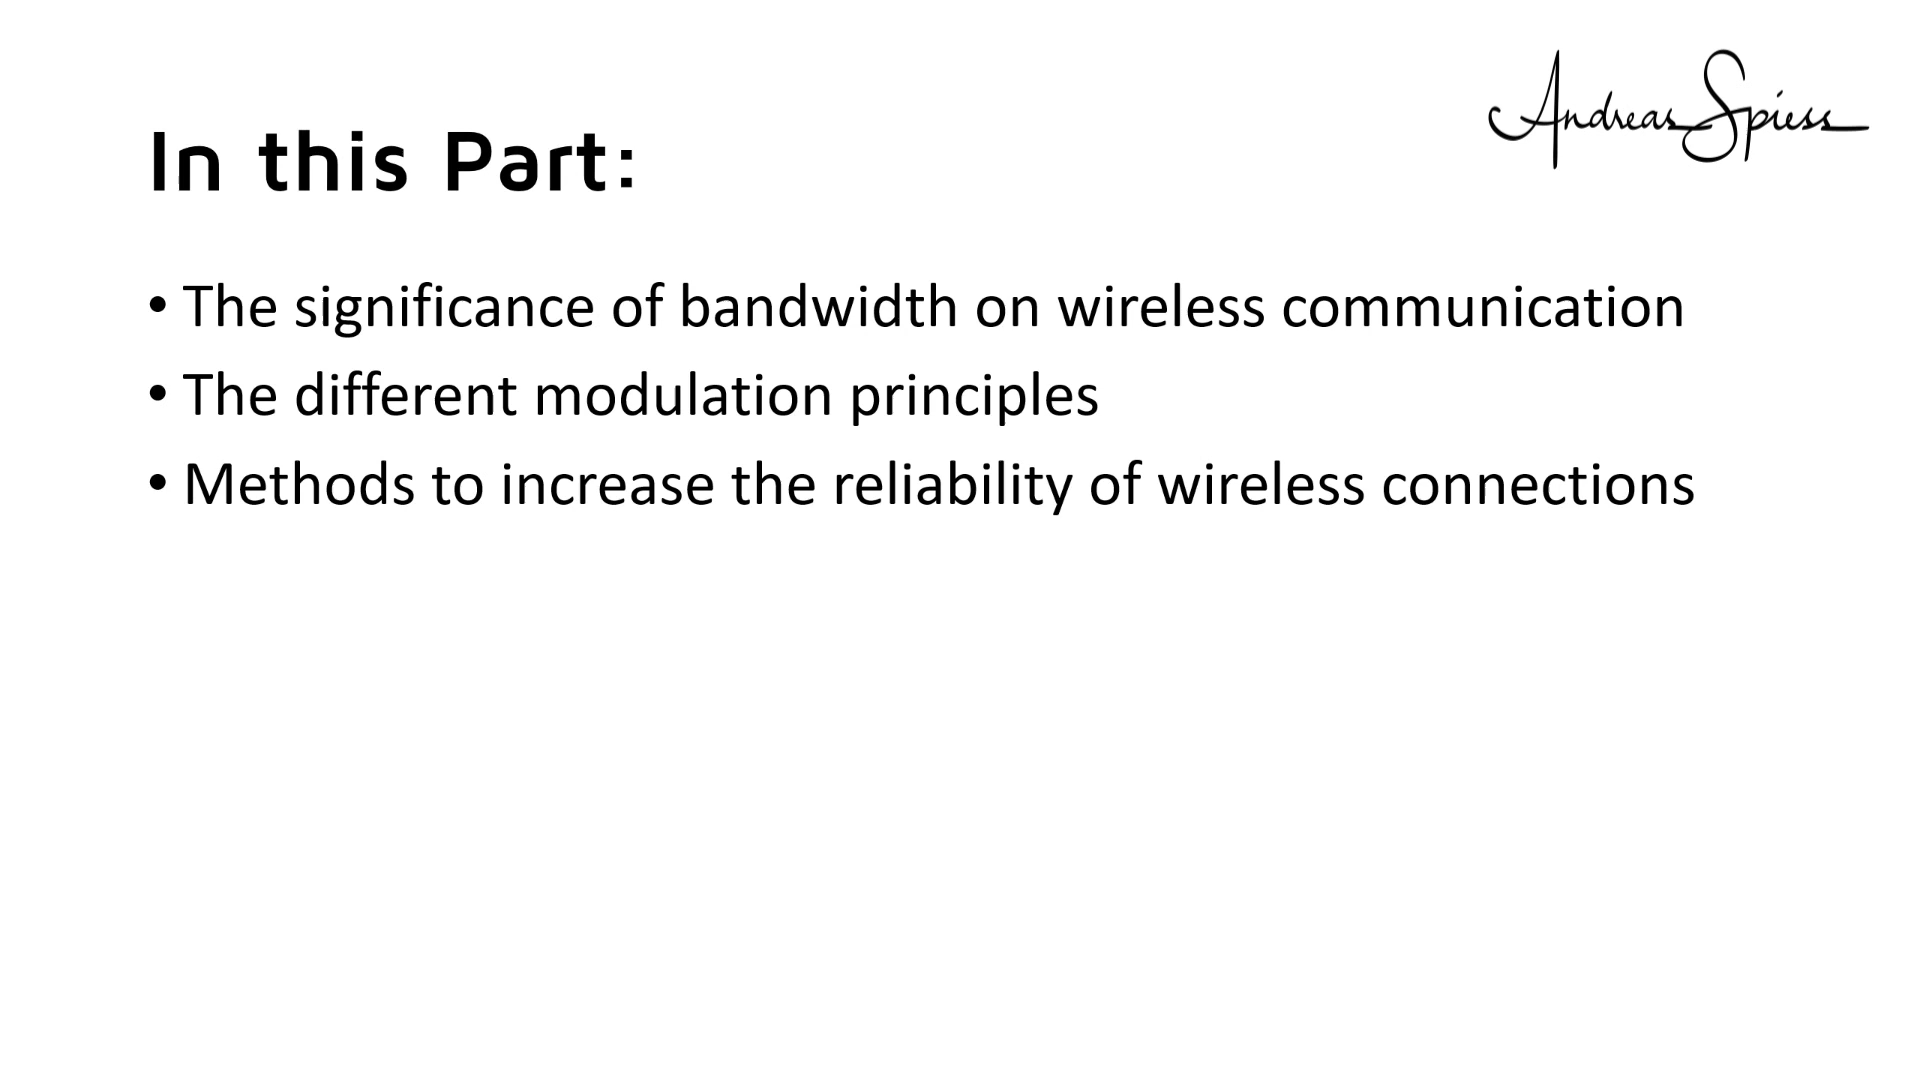 Andreas Spiess
In this Part:
• The significance of bandwidth on wireless communication
• The different modulation principles
• Methods to increase the reliability of wireless connections